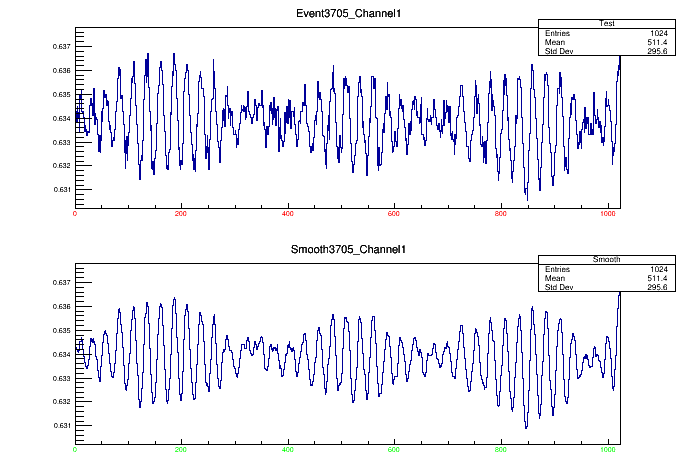 Event3705_Channel1
Test
Entries 1024
Mean 511.4
Std Dev 295.6
0.637
0.636
0.635
0.634
0.633
0.632
0.631
0 200 400 600 800 1000
Smooth3705_Channel1
Smooth
Entries 1024
Mean 511.4
Std Dev 295.6
0.637
0.636
0.635
0.634
0.633
0.632
0.631
0 200 400 600 800 1000